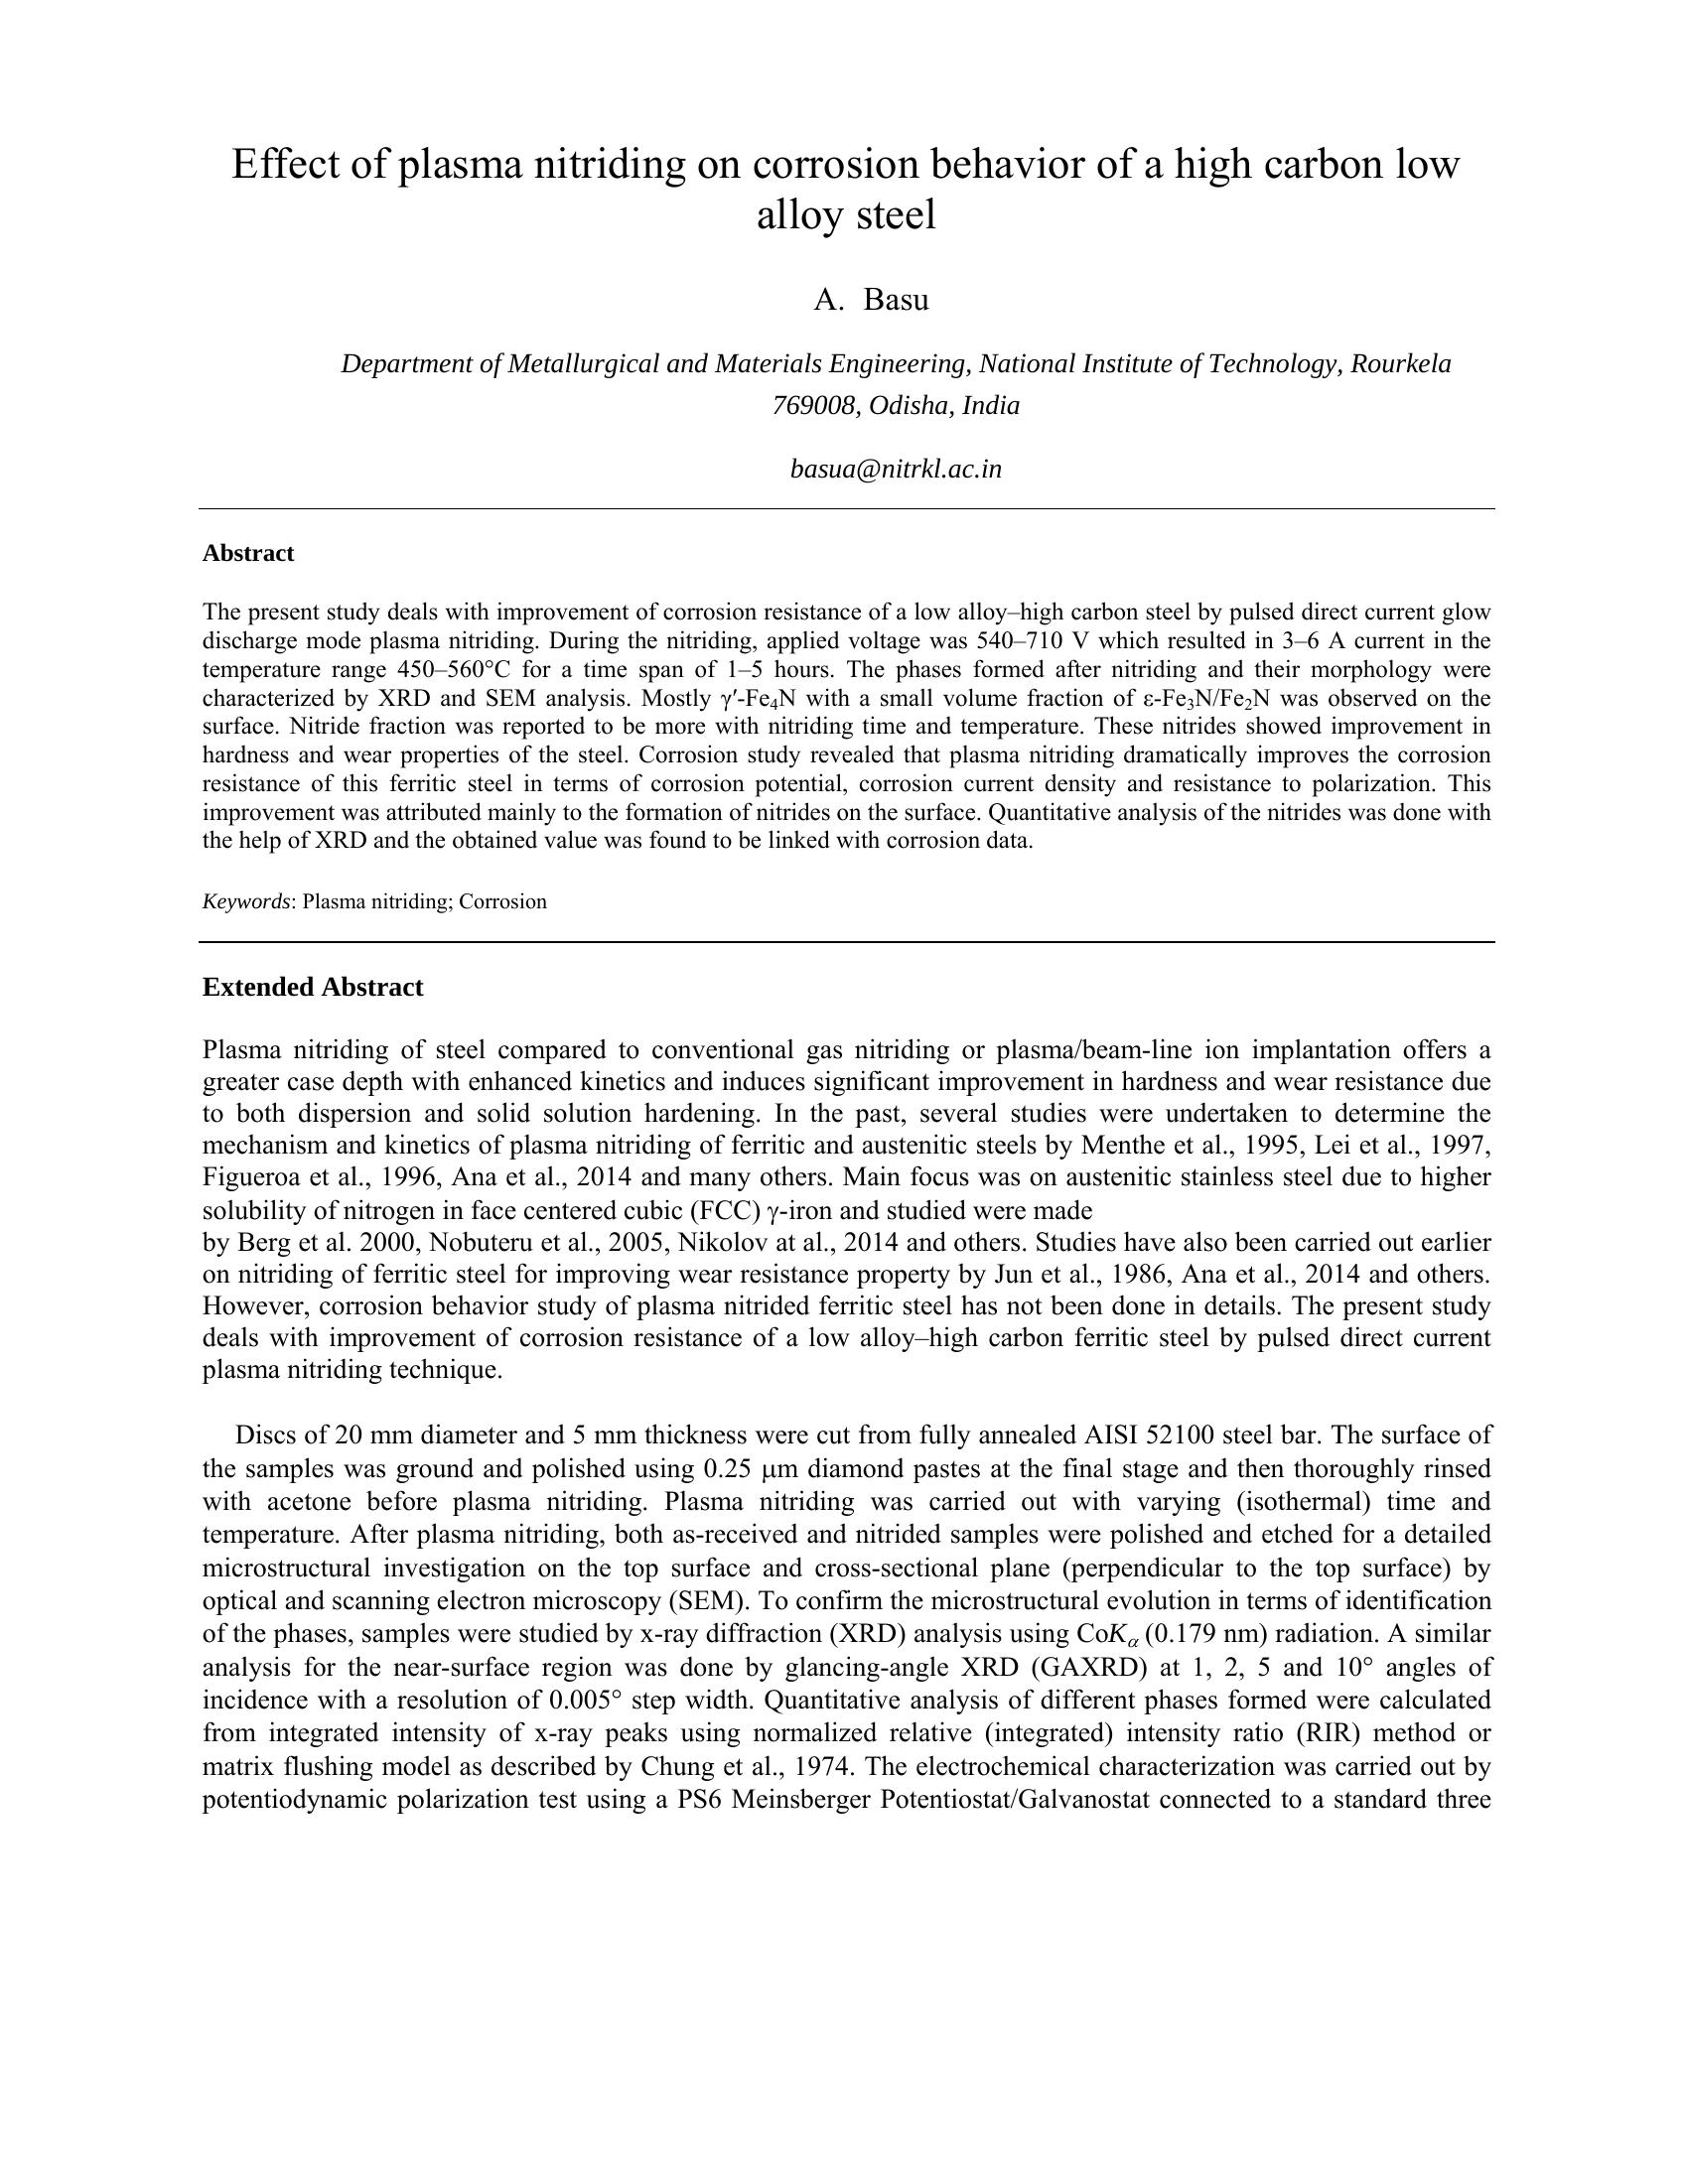 Effect of plasma nitriding on corrosion behavior of a high carbon low
alloy steel
A. Basu
Department of Metallurgical and Materials Engineering, National Institute of Technology, Rourkela
769008, Odisha, India
basua@nitrkl.ac.in
Abstract
The present study deals with improvement of corrosion resistance of a low alloy–high carbon steel by pulsed direct current glow
discharge mode plasma nitriding. During the nitriding, applied voltage was 540–710 V which resulted in 3–6 A current in the
temperature range 450–560°C for a time span of 1–5 hours. The phases formed after nitriding and their morphology were
characterized by XRD and SEM analysis. Mostly γ′-Fe₄N with a small volume fraction of ε-Fe₃N/Fe₂N was observed on the
surface. Nitride fraction was reported to be more with nitriding time and temperature. These nitrides showed improvement in
hardness and wear properties of the steel. Corrosion study revealed that plasma nitriding dramatically improves the corrosion
resistance of this ferritic steel in terms of corrosion potential, corrosion current density and resistance to polarization. This
improvement was attributed mainly to the formation of nitrides on the surface. Quantitative analysis of the nitrides was done with
the help of XRD and the obtained value was found to be linked with corrosion data.
Keywords: Plasma nitriding; Corrosion
Extended Abstract
Plasma nitriding of steel compared to conventional gas nitriding or plasma/beam-line ion implantation offers a
greater case depth with enhanced kinetics and induces significant improvement in hardness and wear resistance due
to both dispersion and solid solution hardening. In the past, several studies were undertaken to determine the
mechanism and kinetics of plasma nitriding of ferritic and austenitic steels by Menthe et al., 1995, Lei et al., 1997,
Figueroa et al., 1996, Ana et al., 2014 and many others. Main focus was on austenitic stainless steel due to higher
solubility of nitrogen in face centered cubic (FCC) γ-iron and studied were made
by Berg et al. 2000, Nobuteru et al., 2005, Nikolov at al., 2014 and others. Studies have also been carried out earlier
on nitriding of ferritic steel for improving wear resistance property by Jun et al., 1986, Ana et al., 2014 and others.
However, corrosion behavior study of plasma nitrided ferritic steel has not been done in details. The present study
deals with improvement of corrosion resistance of a low alloy–high carbon ferritic steel by pulsed direct current
plasma nitriding technique.
Discs of 20 mm diameter and 5 mm thickness were cut from fully annealed AISI 52100 steel bar. The surface of
the samples was ground and polished using 0.25 μm diamond pastes at the final stage and then thoroughly rinsed
with acetone before plasma nitriding. Plasma nitriding was carried out with varying (isothermal) time and
temperature. After plasma nitriding, both as-received and nitrided samples were polished and etched for a detailed
microstructural investigation on the top surface and cross-sectional plane (perpendicular to the top surface) by
optical and scanning electron microscopy (SEM). To confirm the microstructural evolution in terms of identification
of the phases, samples were studied by x-ray diffraction (XRD) analysis using CoKα (0.179 nm) radiation. A similar
analysis for the near-surface region was done by glancing-angle XRD (GAXRD) at 1, 2, 5 and 10° angles of
incidence with a resolution of 0.005° step width. Quantitative analysis of different phases formed were calculated
from integrated intensity of x-ray peaks using normalized relative (integrated) intensity ratio (RIR) method or
matrix flushing model as described by Chung et al., 1974. The electrochemical characterization was carried out by
potentiodynamic polarization test using a PS6 Meinsberger Potentiostat/Galvanostat connected to a standard three